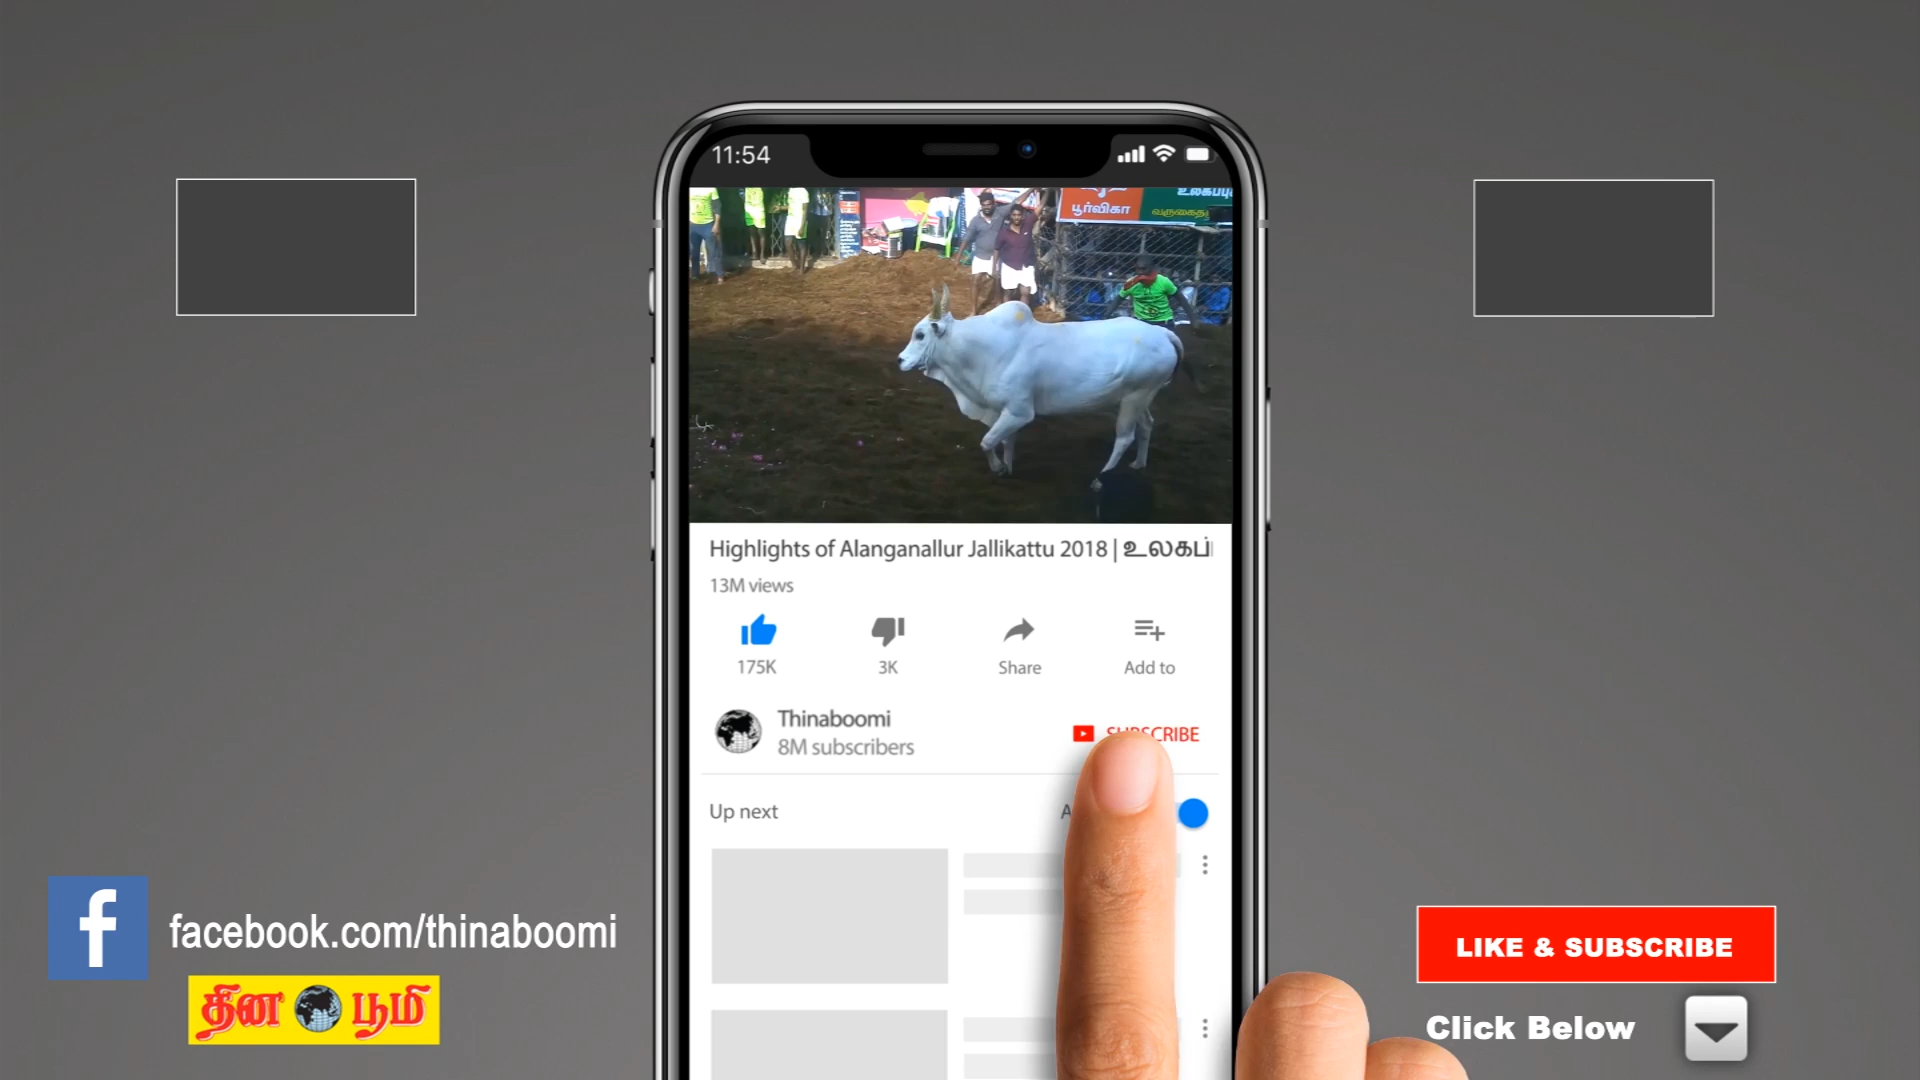 11:54
பூர்விகா
Highlights of Alanganallur Jallikattu 2018 | உலகப்
13M views
175K
3K
Share
Add to
Thinaboomi
8M subscribers
SUBSCRIBE
Up next
facebook.com/thinaboomi
தின பூமி
LIKE & SUBSCRIBE
Click Below